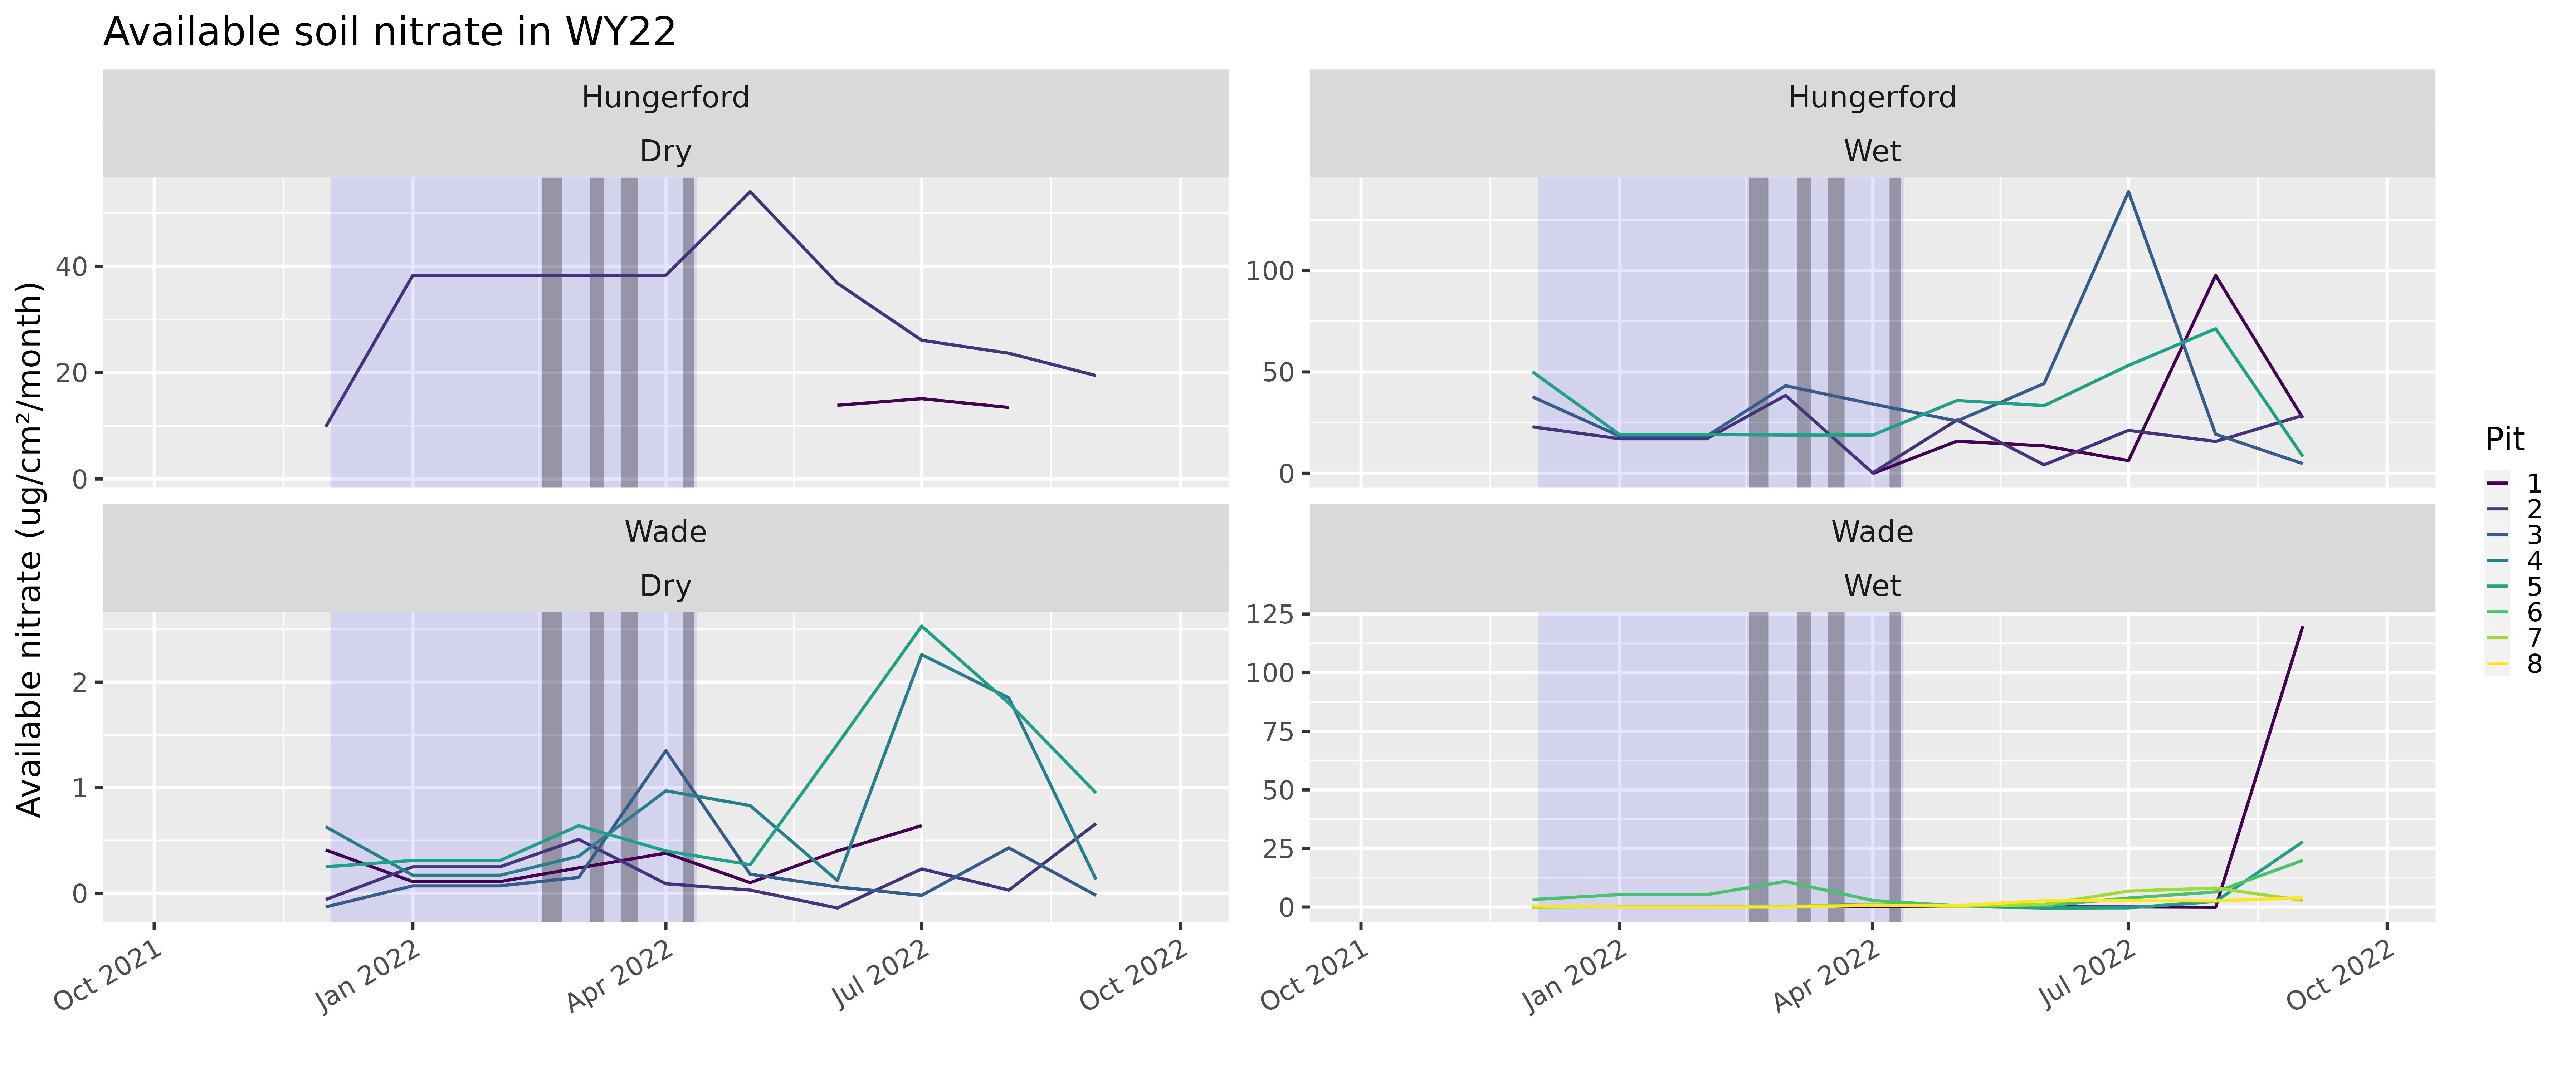 Available soil nitrate in WY22
Available nitrate (ug/cm²/month)
Hungerford
Dry
40
20
0
Hungerford
Wet
100
50
0
Wade
Dry
2
1
0
Oct 2021
Jan 2022
Apr 2022
Jul 2022
Oct 2022
Wade
Wet
125
100
75
50
25
0
Oct 2021
Jan 2022
Apr 2022
Jul 2022
Oct 2022
Pit
1
2
3
4
5
6
7
8